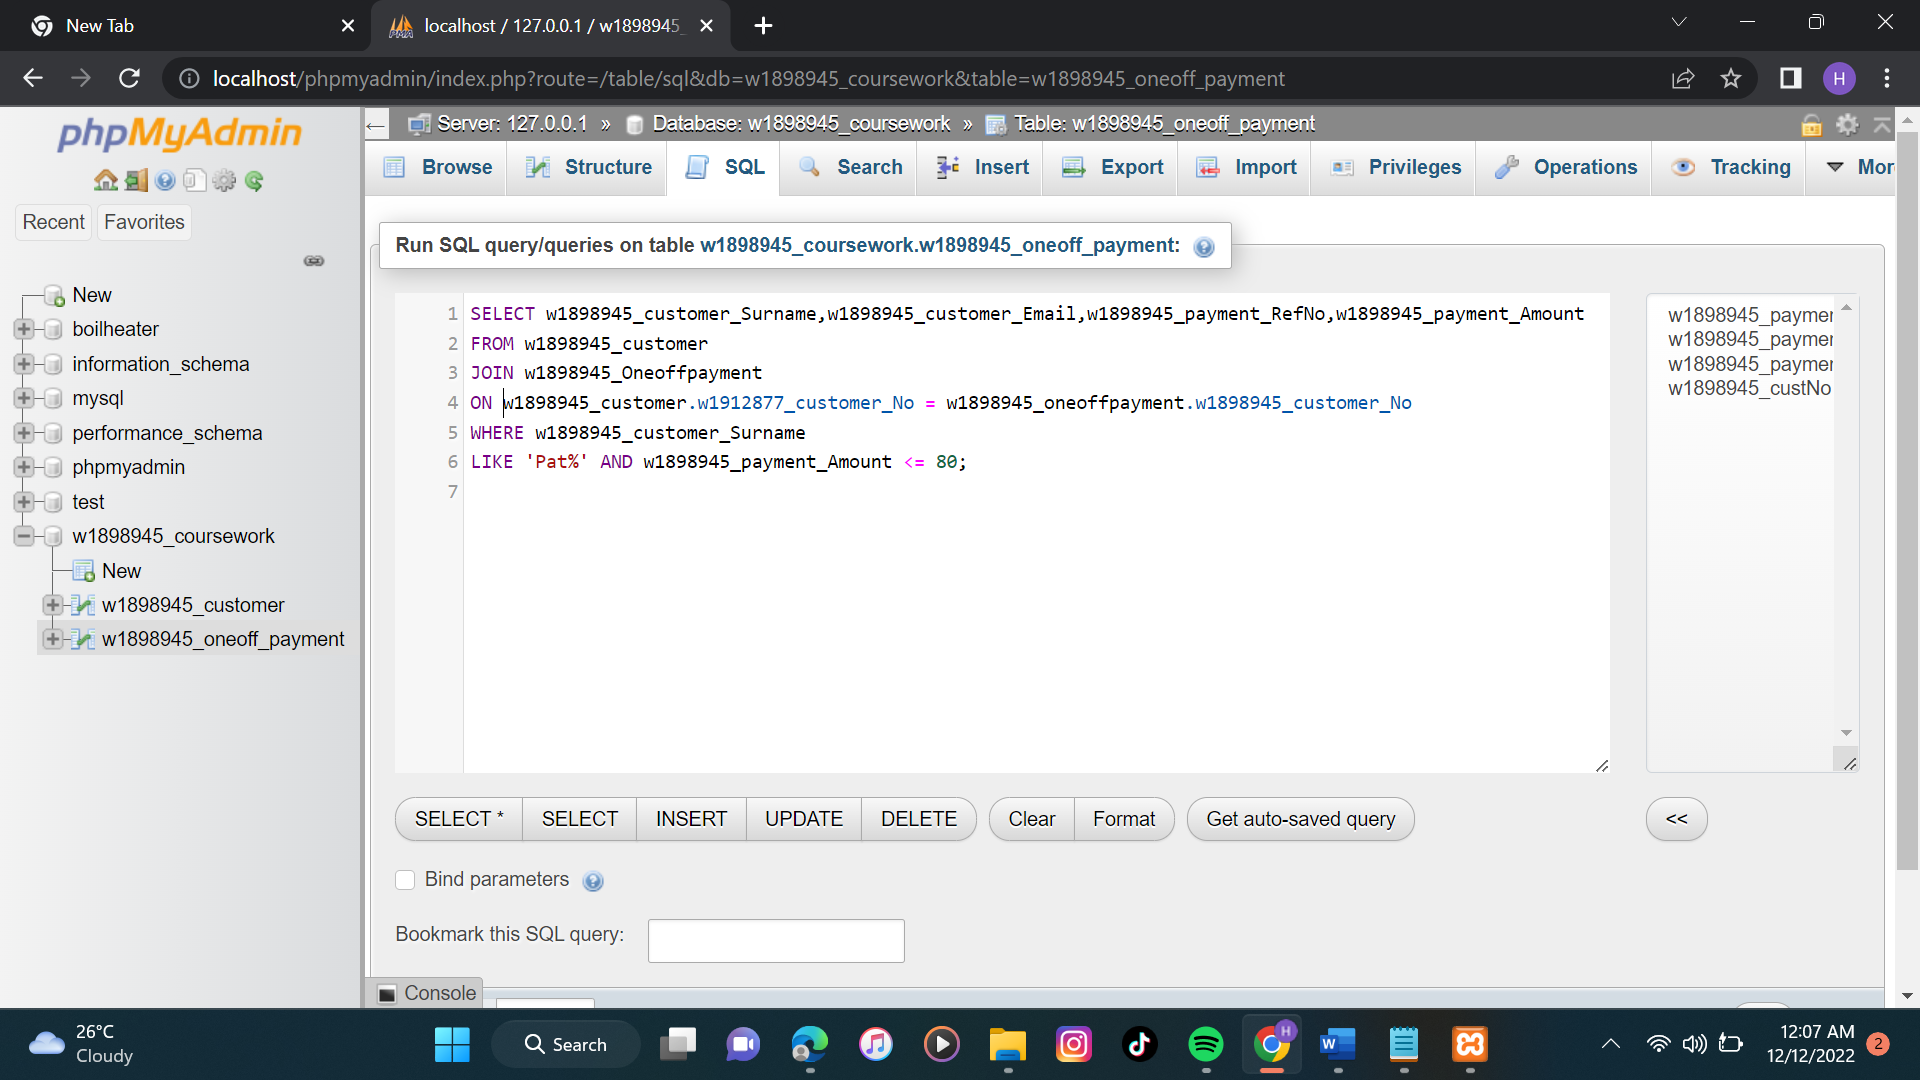 New Tab
localhost / 127.0.0.1 / w1898945_
localhost/phpmyadmin/index.php?route=/table/sql&db=w1898945_coursework&table=w1898945_oneoff_payment
H
phpMyAdmin
Recent
Favorites
New
boilheater
information_schema
mysql
performance_schema
phpmyadmin
test
w1898945_coursework
New
w1898945_customer
w1898945_oneoff_payment
Server: 127.0.0.1 » Database: w1898945_coursework » Table: w1898945_oneoff_payment
Browse Structure SQL Search Insert Export Import Privileges Operations Tracking Mor
Run SQL query/queries on table w1898945_coursework.w1898945_oneoff_payment:
1 SELECT w1898945_customer_Surname,w1898945_customer_Email,w1898945_payment_RefNo,w1898945_payment_Amount
2 FROM w1898945_customer
3 JOIN w1898945_Oneoffpayment
4 ON w1898945_customer.w1912877_customer_No = w1898945_oneoffpayment.w1898945_customer_No
5 WHERE w1898945_customer_Surname
6 LIKE 'Pat%' AND w1898945_payment_Amount <= 80;
7
w1898945_paymer
w1898945_paymer
w1898945_paymer
w1898945_custNo
SELECT * SELECT INSERT UPDATE DELETE Clear Format Get auto-saved query <<
Bind parameters
Bookmark this SQL query:
Console
26°C
Cloudy
Search
H
12:07 AM
12/12/2022
2